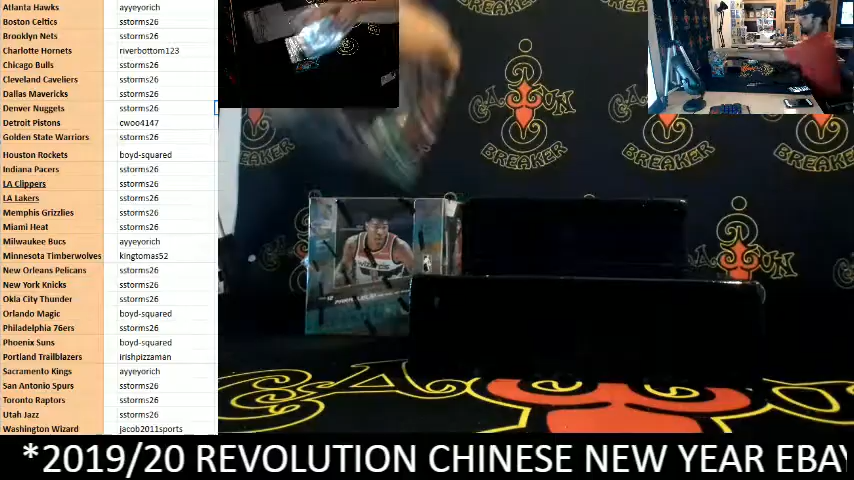 Atlanta Hawks ayyeyorich
Boston Celtics sstorms26
Brooklyn Nets sstorms26
Charlotte Hornets riverbottom123
Chicago Bulls sstorms26
Cleveland Caveliers sstorms26
Dallas Mavericks sstorms26
Denver Nuggets sstorms26
Detroit Pistons cwoo4147
Golden State Warriors sstorms26
Houston Rockets boyd-squared
Indiana Pacers sstorms26
LA Clippers sstorms26
LA Lakers sstorms26
Memphis Grizzlies sstorms26
Miami Heat sstorms26
Milwaukee Bucs ayyeyorich
Minnesota Timberwolves kingtomas52
New Orleans Pelicans sstorms26
New York Knicks sstorms26
Okla City Thunder sstorms26
Orlando Magic boyd-squared
Philadelphia 76ers sstorms26
Phoenix Suns boyd-squared
Portland Trailblazers irishpizzaman
Sacramento Kings ayyeyorich
San Antonio Spurs sstorms26
Toronto Raptors sstorms26
Utah Jazz sstorms26
Washington Wizard jacob2011sports
BREAKER
BREAKER
BREAKER
BREAKER
*2019/20 REVOLUTION CHINESE NEW YEAR EBAY